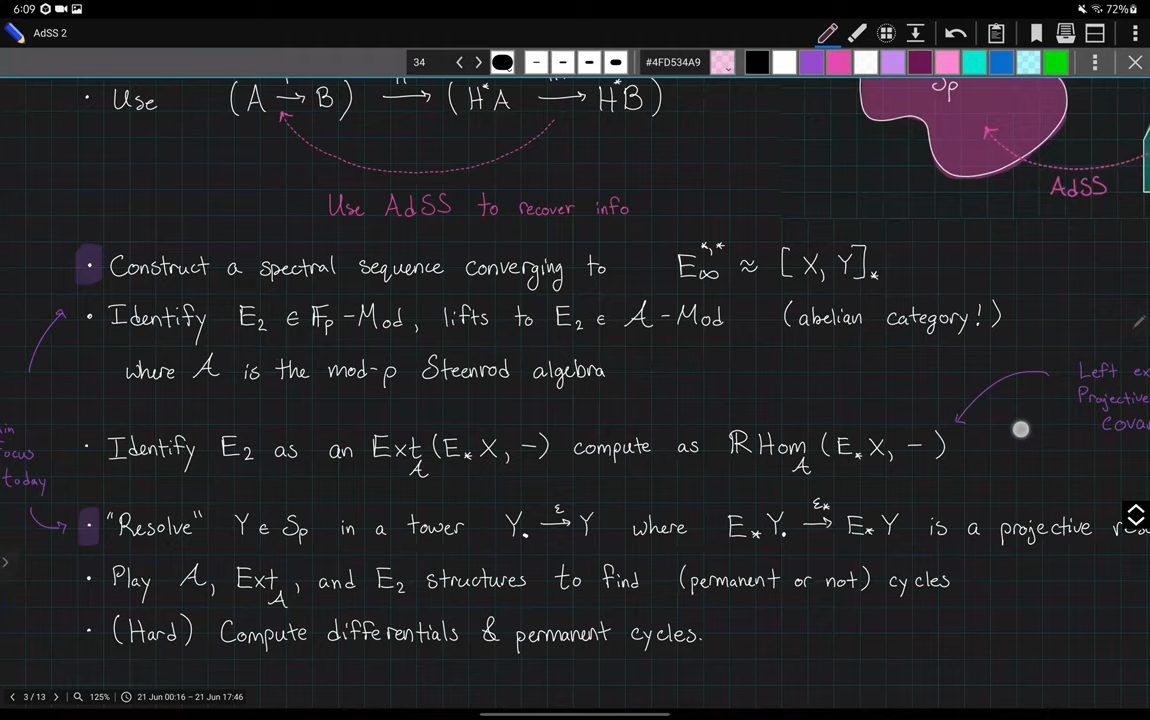 6:09
72%
AdSS 2
34
#4FD534A9
• Use (A → B) → (H*A → H*B)
Sp
AdSS
Use AdSS to recover info
• Construct a spectral sequence converging to E∞*,* ≈ [X, Y]*
• Identify E₂ ∈ 𝔽p-Mod, lifts to E₂ ∈ A-Mod (abelian category!)
where A is the mod-p Steenrod algebra
Left ex
Projective
covar
Focus
today
• Identify E₂ as an Ext_A(E*X, —) compute as ℝHom_A(E*X, —)
• "Resolve" Y ∈ Sp in a tower Y• →ε Y where E*Y• →ε* E*Y is a projective
• Play A, Ext_A, and E₂ structures to find (permanent or not) cycles
• (Hard) Compute differentials & permanent cycles.
3/13
125%
21 Jun 00:16 – 21 Jun 17:46